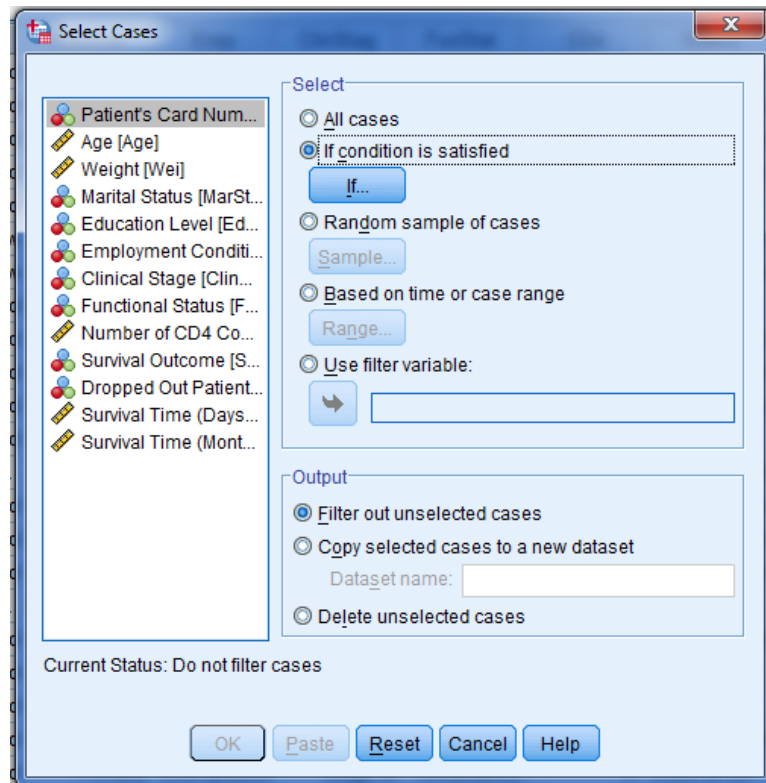 Select Cases
Patient's Card Num...
Age [Age]
Weight [Wei]
Marital Status [MarSt...
Education Level [Ed...
Employment Conditi...
Clinical Stage [Clin...
Functional Status [F...
Number of CD4 Co...
Survival Outcome [S...
Dropped Out Patient...
Survival Time (Days...
Survival Time (Mont...
Select
All cases
If condition is satisfied
If...
Random sample of cases
Sample...
Based on time or case range
Range...
Use filter variable:
Output
Filter out unselected cases
Copy selected cases to a new dataset
Dataset name:
Delete unselected cases
Current Status: Do not filter cases
OK
Paste
Reset
Cancel
Help